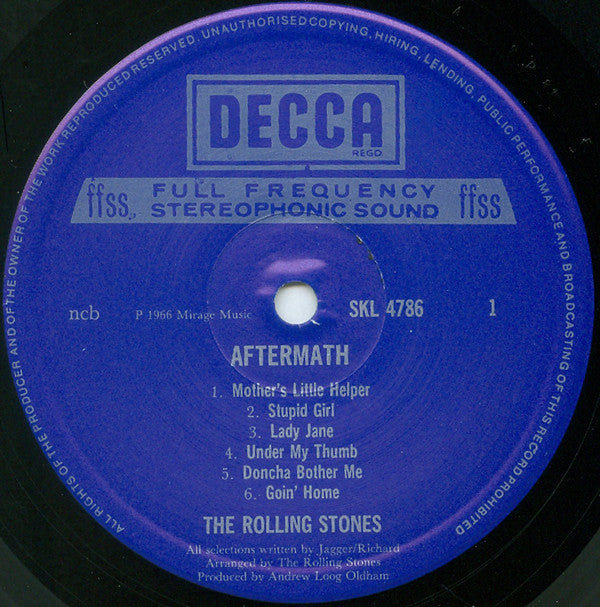 ALL RIGHTS OF THE PRODUCER AND OF THE OWNER OF THE WORK REPRODUCED RESERVED. UNAUTHORISED COPYING, HIRING, LENDING, PUBLIC PERFORMANCE AND BROADCASTING OF THIS RECORD PROHIBITED
DECCA
REGD
ffss FULL FREQUENCY STEREOPHONIC SOUND ffss
ncb P 1966 Mirage Music SKL 4786 1
AFTERMATH
1. Mother's Little Helper
2. Stupid Girl
3. Lady Jane
4. Under My Thumb
5. Doncha Bother Me
6. Goin' Home
THE ROLLING STONES
All selections written by Jagger/Richard
Arranged by The Rolling Stones
Produced by Andrew Loog Oldham